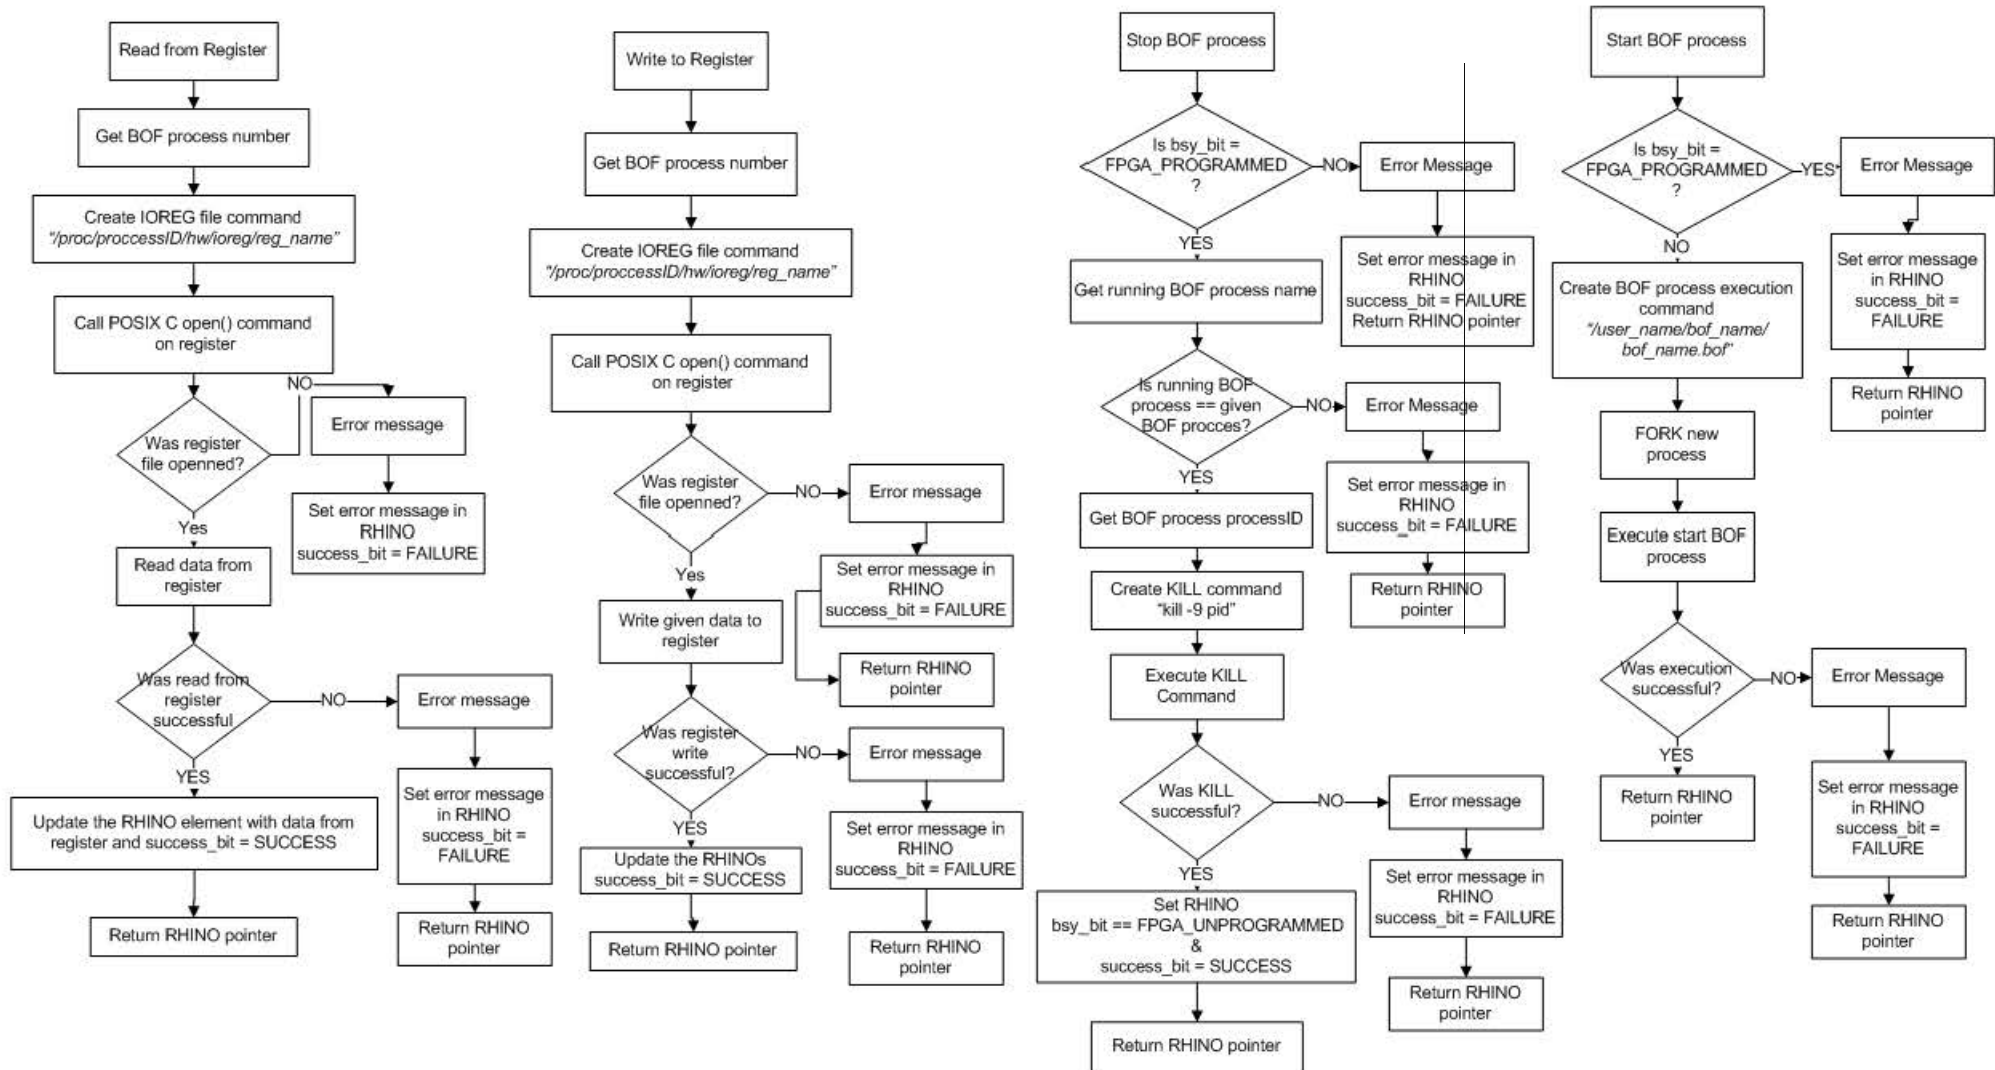 Read from Register
Get BOF process number
Create IOREG file command
“/proc/proccessID/hw/ioreg/reg_name”
Call POSIX C open() command
on register
NO
Error message
Was register
file openned?
Set error message in
RHINO
success_bit = FAILURE
Yes
Read data from
register
Was read from
register
successful
NO
Error message
YES
Set error message
in RHINO
success_bit =
FAILURE
Update the RHINO element with data from
register and success_bit = SUCCESS
Return RHINO pointer
Return RHINO
pointer
Write to Register
Get BOF process number
Create IOREG file command
“/proc/proccessID/hw/ioreg/reg_name”
Call POSIX C open() command
on register
Was register
file openned?
NO
Error message
Yes
Set error message in
RHINO
success_bit = FAILURE
Write given data to
register
Return RHINO
pointer
Was register
write
successful?
NO
Error message
YES
Set error message in
RHINO
success_bit = FAILURE
Update the RHINOs
success_bit = SUCCESS
Return RHINO pointer
Return RHINO
pointer
Stop BOF process
Is bsy_bit =
FPGA_PROGRAMMED
?
NO
Error Message
YES
Set error message in
RHINO
success_bit = FAILURE
Return RHINO pointer
Get running BOF process name
Is running BOF
process == given
BOF procces?
NO
Error Message
YES
Set error message in
RHINO
success_bit = FAILURE
Get BOF process processID
Return RHINO
pointer
Create KILL command
“kill -9 pid”
Execute KILL
Command
Was KILL
successful?
NO
Error message
YES
Set error message in
RHINO
success_bit = FAILURE
Set RHINO
bsy_bit == FPGA_UNPROGRAMMED
&
success_bit = SUCCESS
Return RHINO
pointer
Return RHINO pointer
Start BOF process
Is bsy_bit =
FPGA_PROGRAMMED
?
YES
Error Message
NO
Set error message
in RHINO
success_bit =
FAILURE
Create BOF process execution
command
“/user_name/bof_name/
bof_name.bof”
Return RHINO
pointer
FORK new
process
Execute start BOF
process
Was execution
successful?
NO
Error Message
YES
Return RHINO
pointer
Set error message
in RHINO
success_bit =
FAILURE
Return RHINO
pointer